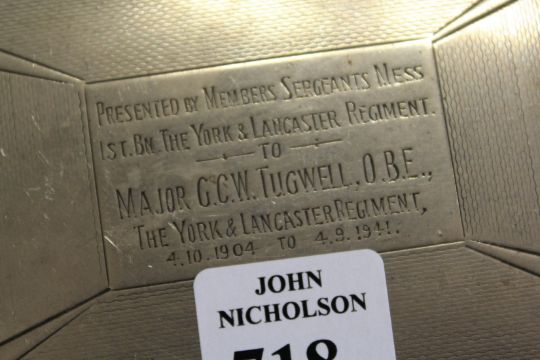 PRESENTED BY MEMBERS SERGEANTS MESS
1ST. BN. THE YORK & LANCASTER REGIMENT.
TO
MAJOR G.C.W. TUGWELL, O.B.E.,
THE YORK & LANCASTER REGIMENT,
4.10.1904 TO 4.9.1941.
JOHN
NICHOLSON
718